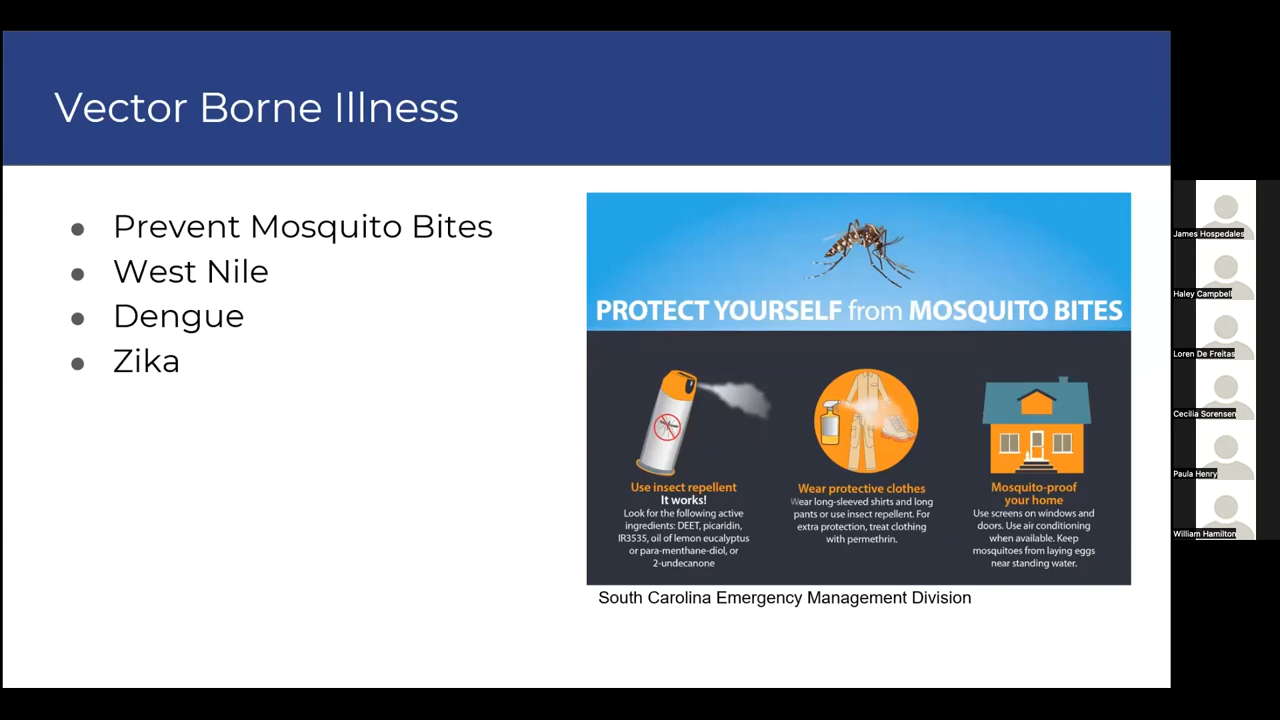 Vector Borne Illness
Prevent Mosquito Bites
West Nile
Dengue
Zika
PROTECT YOURSELF from MOSQUITO BITES
Use insect repellent
It works!
Look for the following active
ingredients: DEET, picaridin,
IR3535, oil of lemon eucalyptus
or para-menthane-diol, or
2-undecanone
Wear protective clothes
Wear long-sleeved shirts and long
pants or use insect repellent. For
extra protection, treat clothing
with permethrin.
Mosquito-proof
your home
Use screens on windows and
doors. Use air conditioning
when available. Keep
mosquitoes from laying eggs
near standing water.
South Carolina Emergency Management Division
James Hospedales
Haley Campbell
Loren De Freitas
Cecilia Sorensen
Paula Henry
William Hamilton